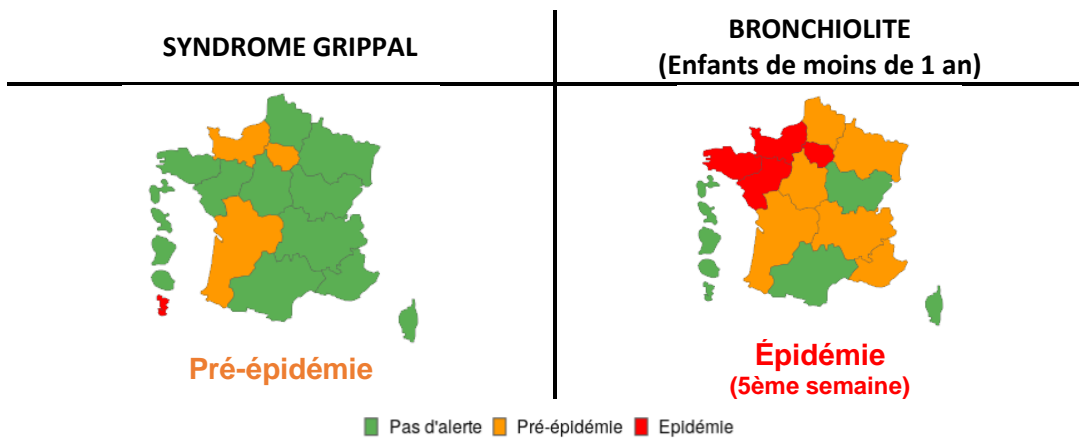 SYNDROME GRIPPAL
BRONCHIOLITE
(Enfants de moins de 1 an)
Pré-épidémie
Épidémie
(5ème semaine)
Pas d'alerte
Pré-épidémie
Epidémie